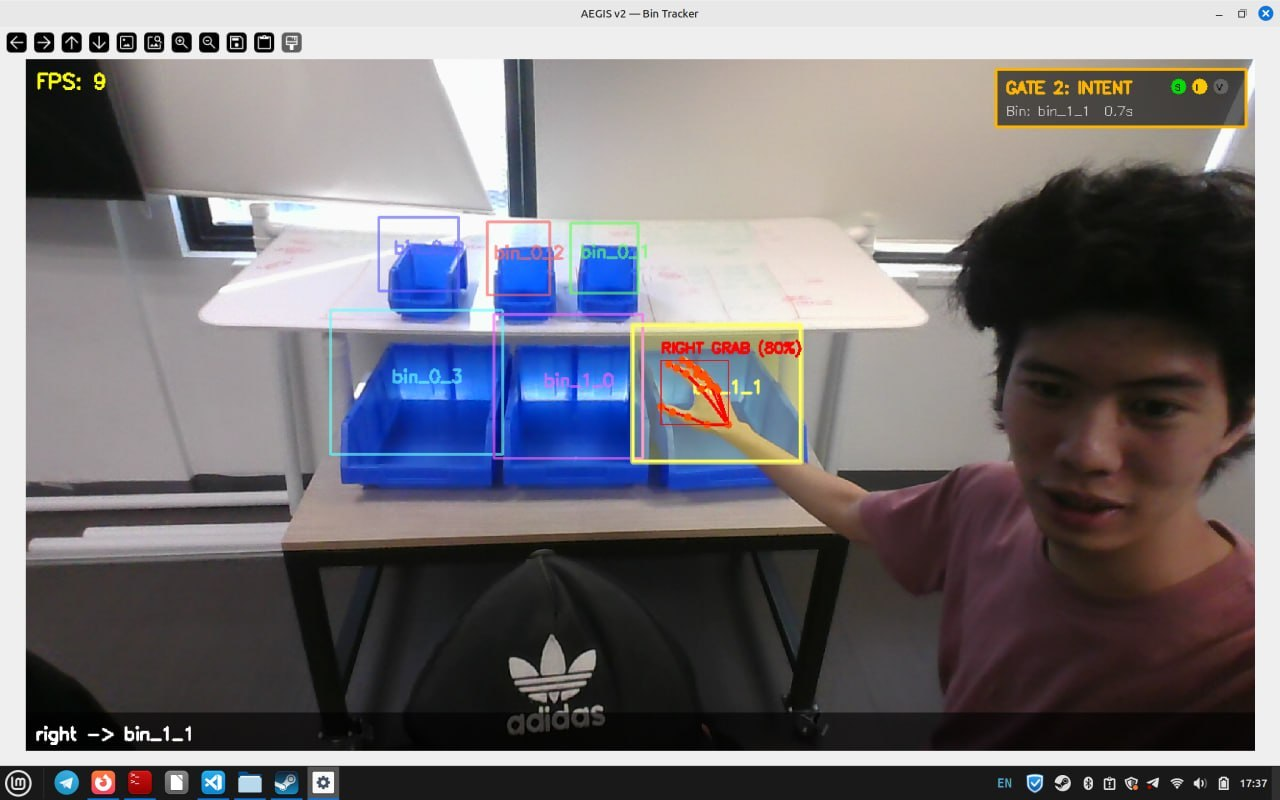 AEGIS v2 — Bin Tracker
FPS: 9
GATE 2: INTENT
S I V
Bin: bin_1_1 0.7s
bin_0_2
bin_0_1
RIGHT GRAB (80%)
bin_0_3
bin_1_0
_1_1
adidas
right -> bin_1_1
EN
17:37